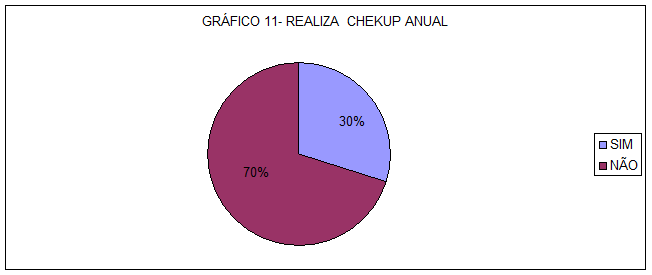 GRÁFICO 11- REALIZA  CHEKUP ANUAL
30%
70%
SIM
NÃO